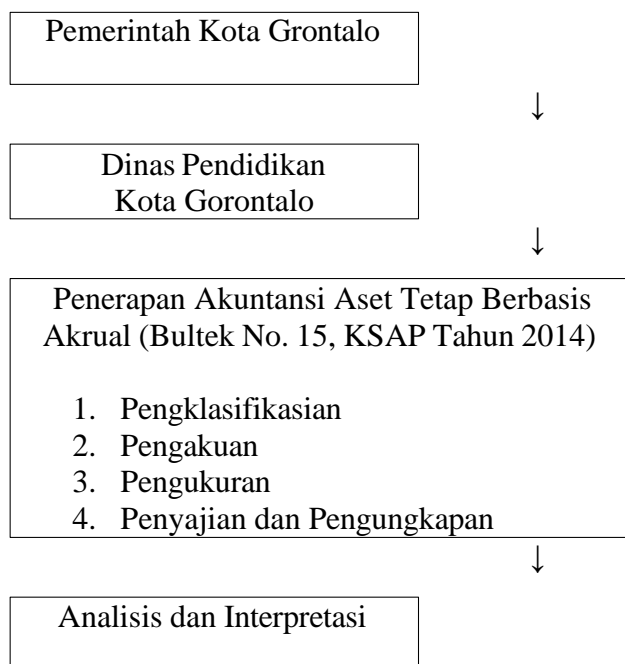 Pemerintah Kota Grontalo
↓
Dinas Pendidikan
Kota Gorontalo
↓
Penerapan Akuntansi Aset Tetap Berbasis
Akrual (Bultek No. 15, KSAP Tahun 2014)
1. Pengklasifikasian
2. Pengakuan
3. Pengukuran
4. Penyajian dan Pengungkapan
↓
Analisis dan Interpretasi